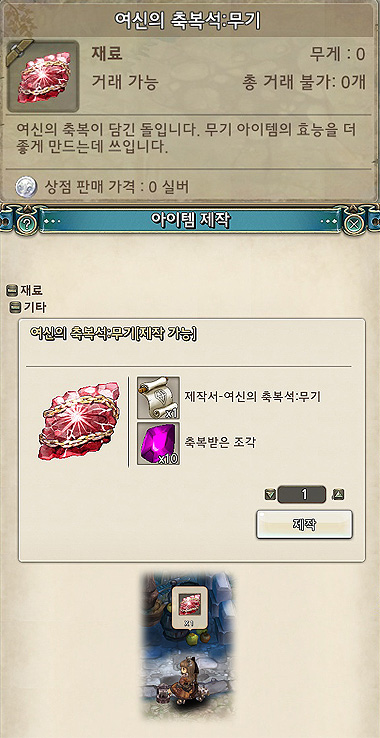 여신의 축복석:무기
재료 무게 : 0
거래 가능 총 거래 불가: 0개
여신의 축복이 담긴 돌입니다. 무기 아이템의 효능을 더
좋게 만드는데 쓰입니다.
상점 판매 가격 : 0 실버
? 아이템 제작
재료
기타
여신의 축복석:무기[제작 가능]
x1 제작서-여신의 축복석:무기
x10 축복받은 조각
1
제작
X1